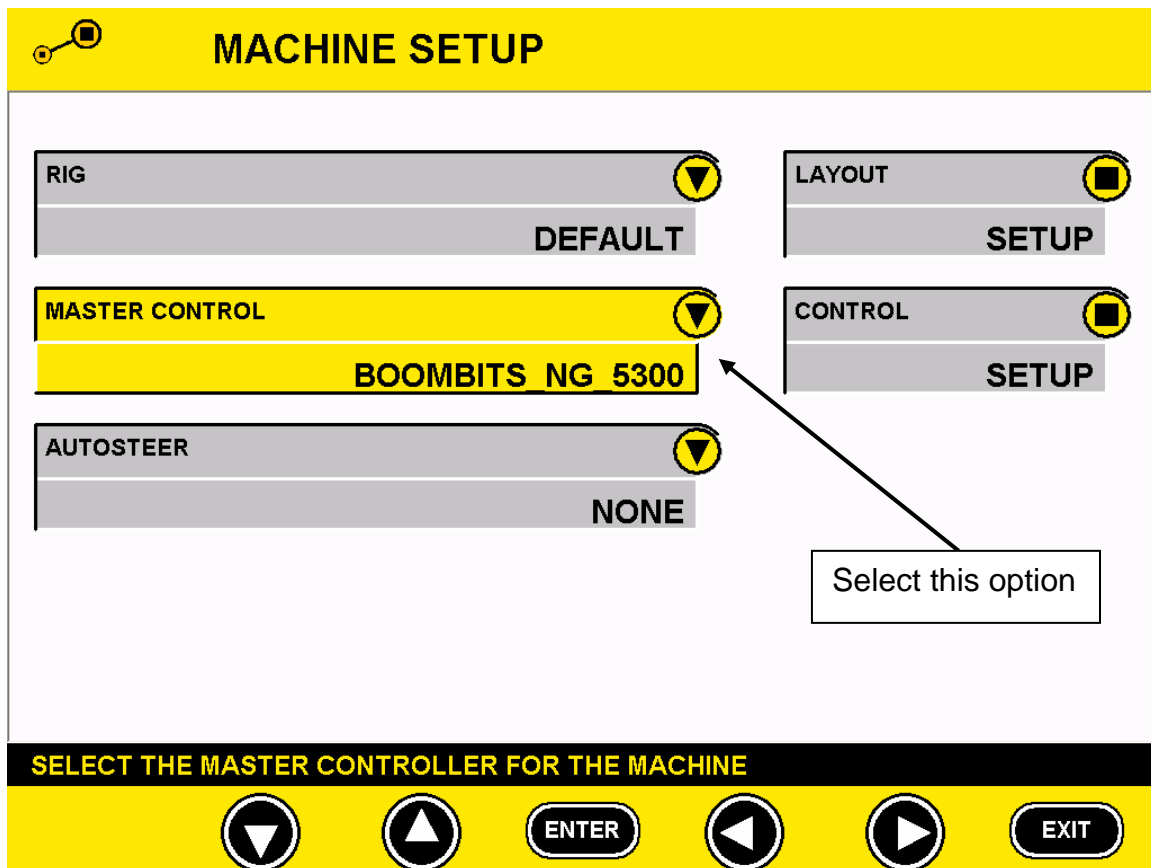 MACHINE SETUP
RIG
DEFAULT
LAYOUT
SETUP
MASTER CONTROL
BOOMBITS_NG_5300
CONTROL
SETUP
AUTOSTEER
NONE
Select this option
SELECT THE MASTER CONTROLLER FOR THE MACHINE
ENTER
EXIT